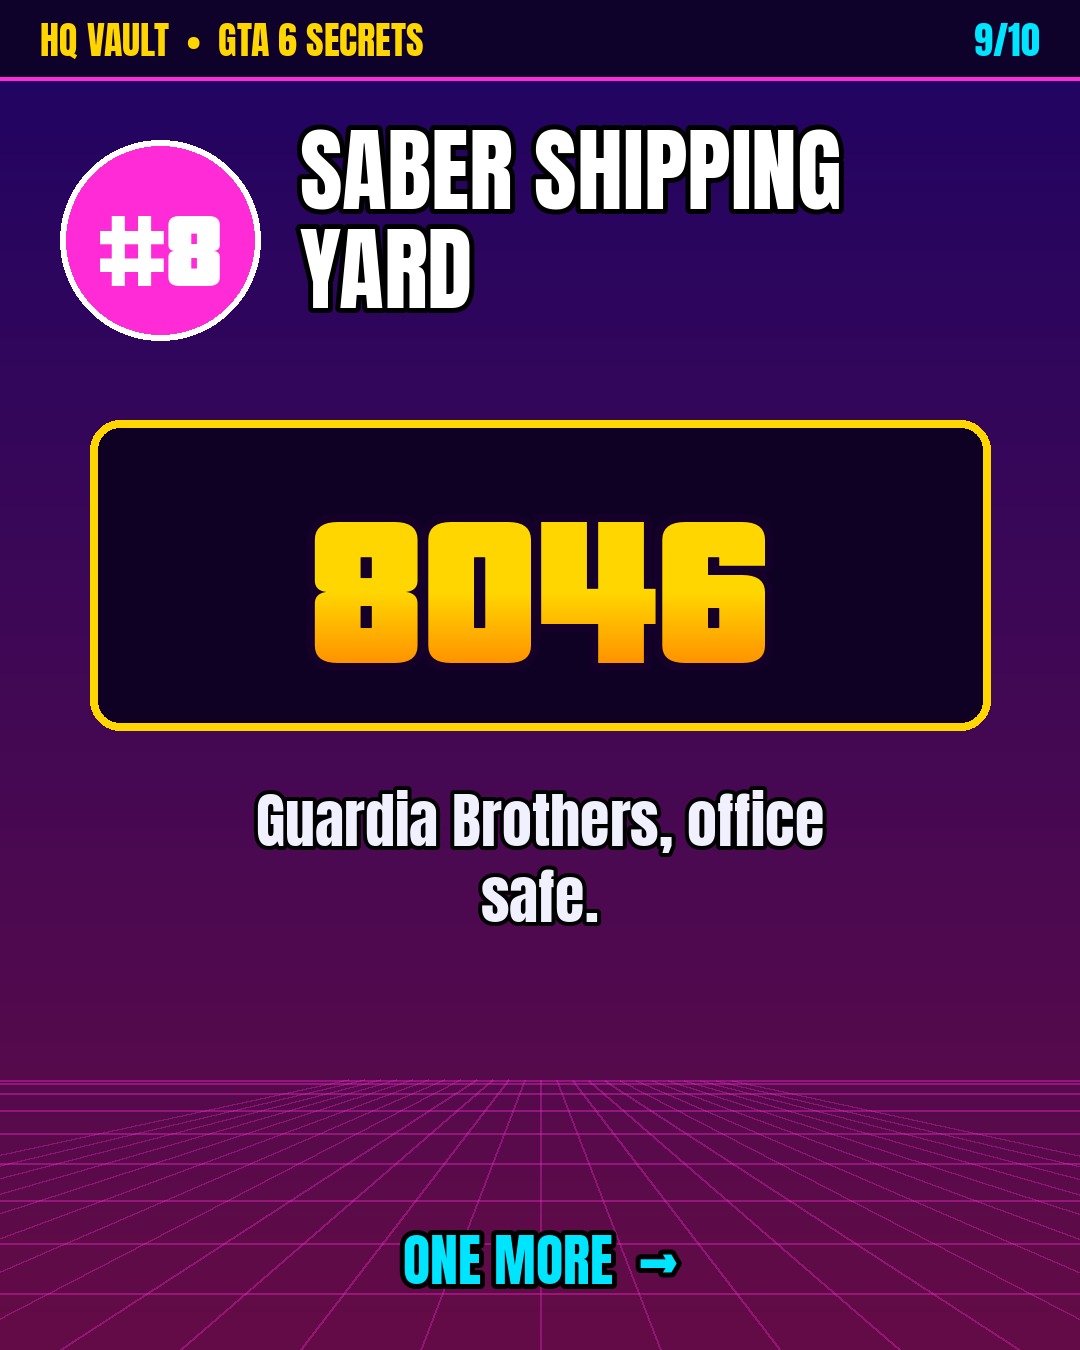 HQ VAULT • GTA 6 SECRETS
9/10
#8
SABER SHIPPING
YARD
8046
Guardia Brothers, office
safe.
ONE MORE →